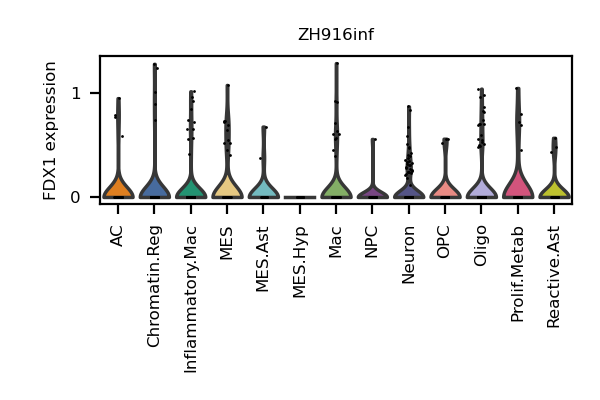 ZH916inf
FDX1 expression
1
0
AC
Chromatin.Reg
Inflammatory.Mac
MES
MES.Ast
MES.Hyp
Mac
NPC
Neuron
OPC
Oligo
Prolif.Metab
Reactive.Ast